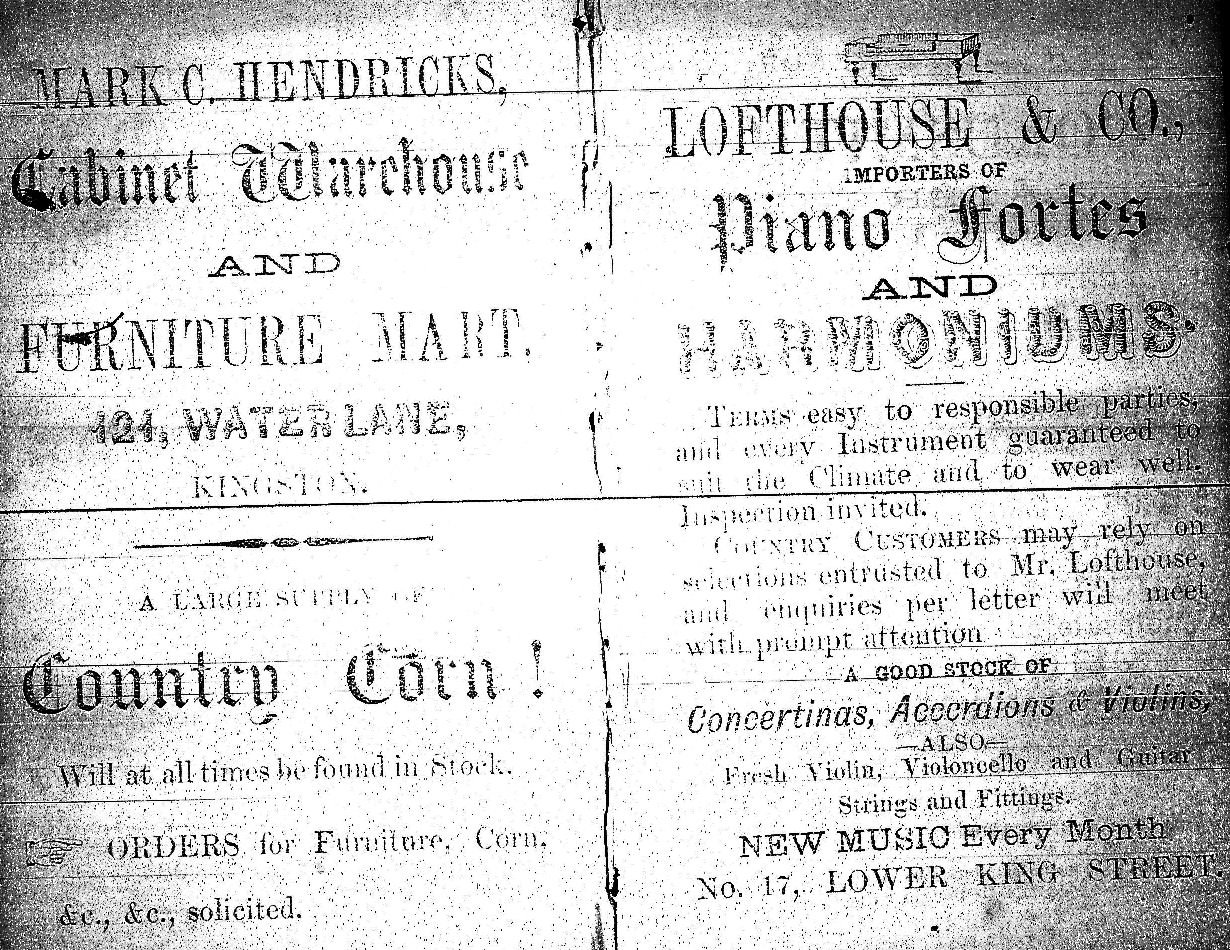 MARK C. HENDRICKS,
Cabinet Warehouse
AND
FURNITURE MART.
121, WATER LANE,
KINGSTON.
A LARGE SUPPLY OF
Country Corn!
Will at all times be found in Stock.
ORDERS for Furniture, Corn,
&c., &c., solicited.
LOFTHOUSE & CO.,
IMPORTERS OF
Piano Fortes
AND
HARMONIUMS.
TERMS easy to responsible parties,
and every Instrument guaranteed to
suit the Climate and to wear well.
Inspection invited.
COUNTRY CUSTOMERS may rely on
selections entrusted to Mr. Lofthouse,
and enquiries per letter will meet
with prompt attention
A GOOD STOCK OF
Concertinas, Accordions & Violins,
—ALSO—
Fresh Violin, Violoncello and Guitar
Strings and Fittings.
NEW MUSIC Every Month
No. 17, LOWER KING STREET.